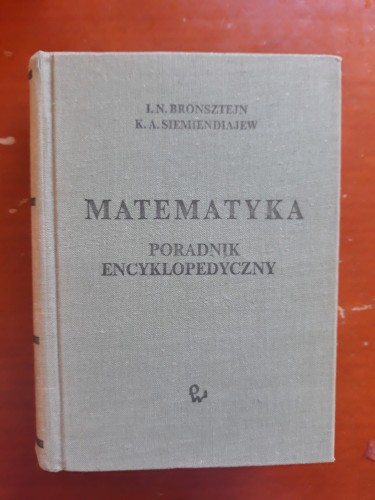 I. N. BRONSZTEJN
K. A. SIEMIENDIAJEW
MATEMATYKA
PORADNIK
ENCYKLOPEDYCZNY